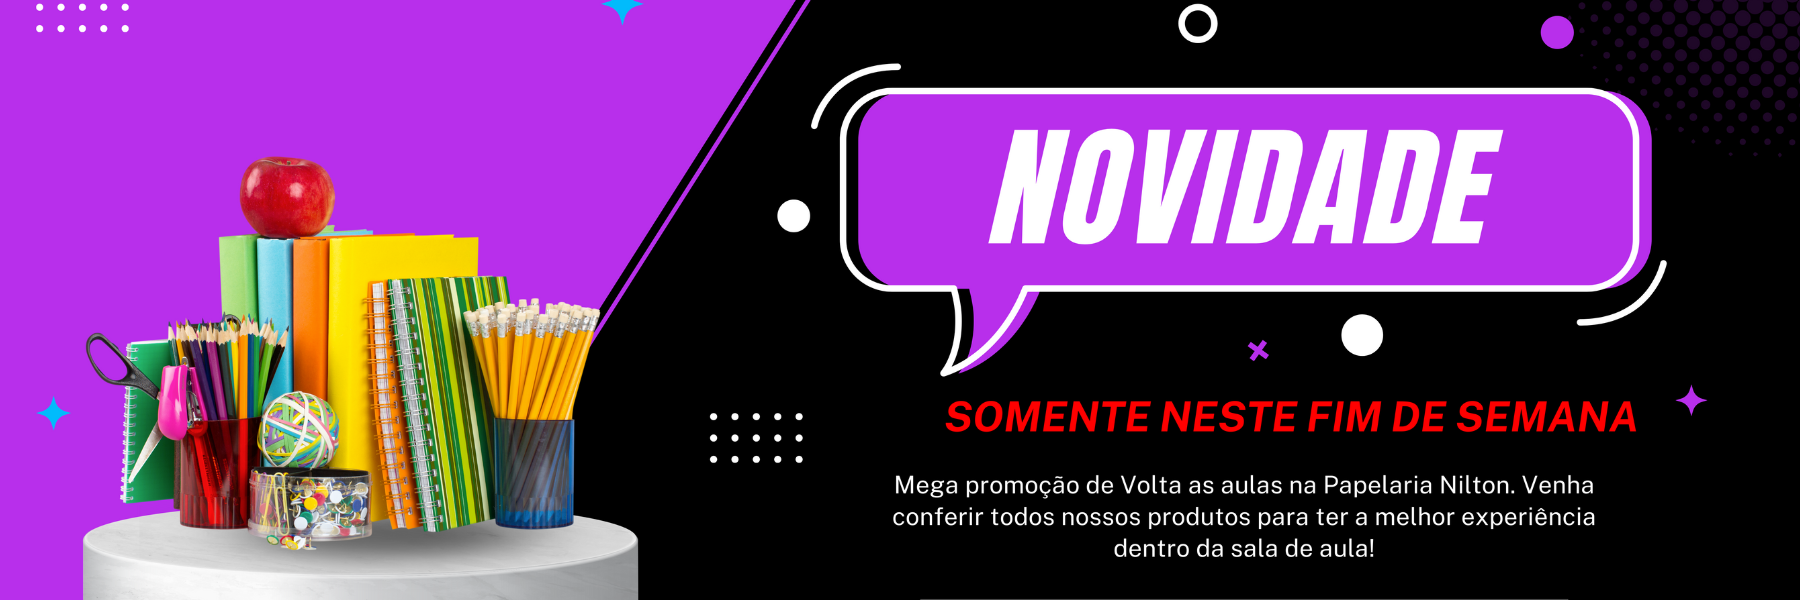 NOVIDADE
SOMENTE NESTE FIM DE SEMANA
Mega promoção de Volta as aulas na Papelaria Nilton. Venha
conferir todos nossos produtos para ter a melhor experiência
dentro da sala de aula!